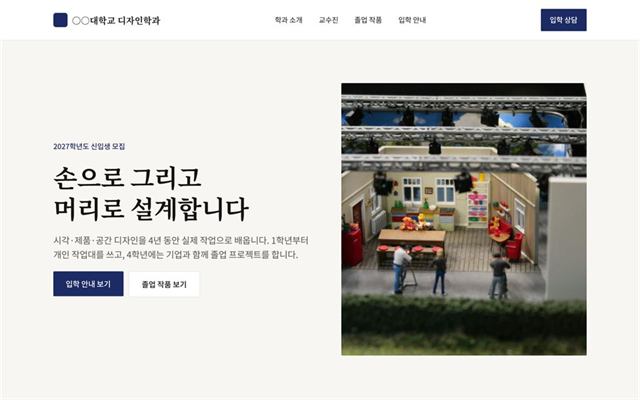 〇〇대학교 디자인학과
학과 소개
교수진
졸업 작품
입학 안내
입학 상담
2027학년도 신입생 모집
손으로 그리고
머리로 설계합니다
시각·제품·공간 디자인을 4년 동안 실제 작업으로 배웁니다. 1학년부터
개인 작업대를 쓰고, 4학년에는 기업과 함께 졸업 프로젝트를 합니다.
입학 안내 보기
졸업 작품 보기